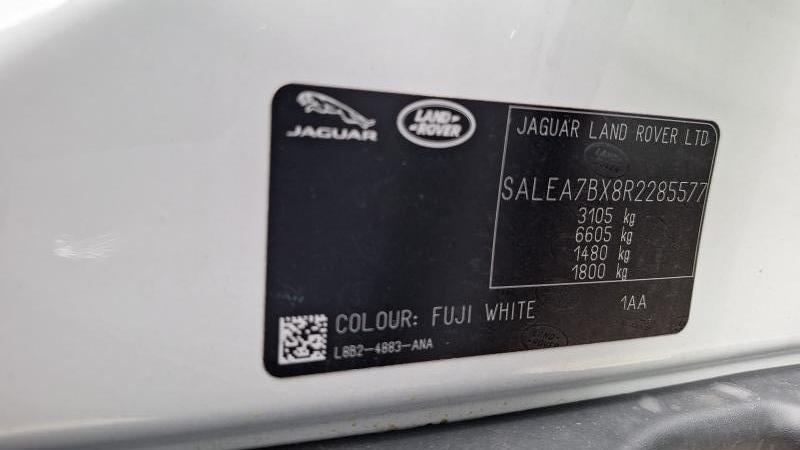 JAGUAR
LAND
ROVER
JAGUAR LAND ROVER LTD
SALEA7BX8R2285577
3105 kg
6605 kg
1480 kg
1800 kg
1AA
COLOUR: FUJI WHITE
L8B2-4883-ANA